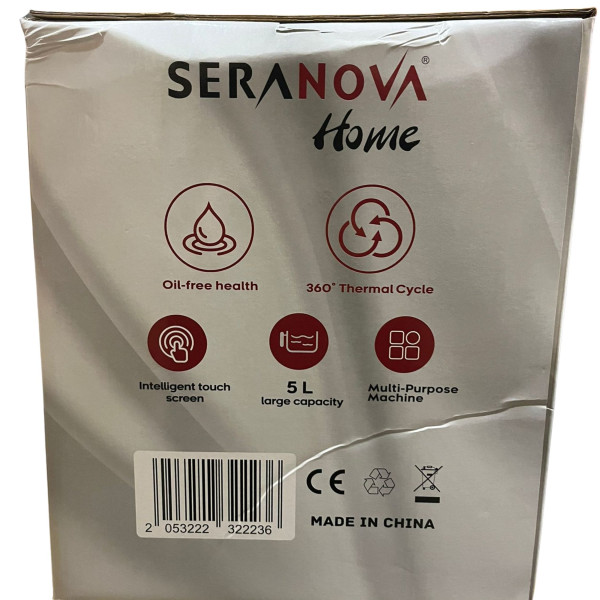 SERANOVA®
Home
Oil-free health
360° Thermal Cycle
Intelligent touch
screen
5 L
large capacity
Multi-Purpose
Machine
CE
2 053222 322236
MADE IN CHINA